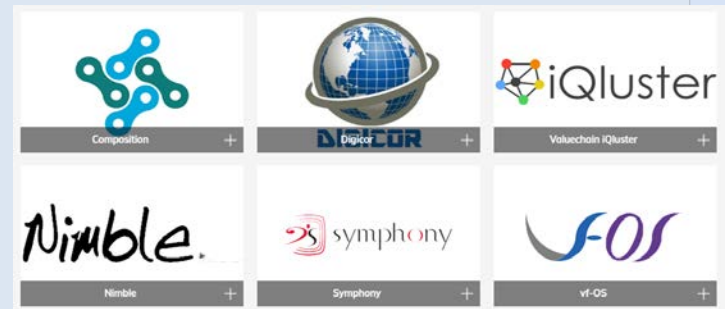 iQluster
DIGICOR
Composition +
Digicor +
Valuechain iQluster +
Nimble
symphony
vf-OS
Nimble +
Symphony +
vf-OS +